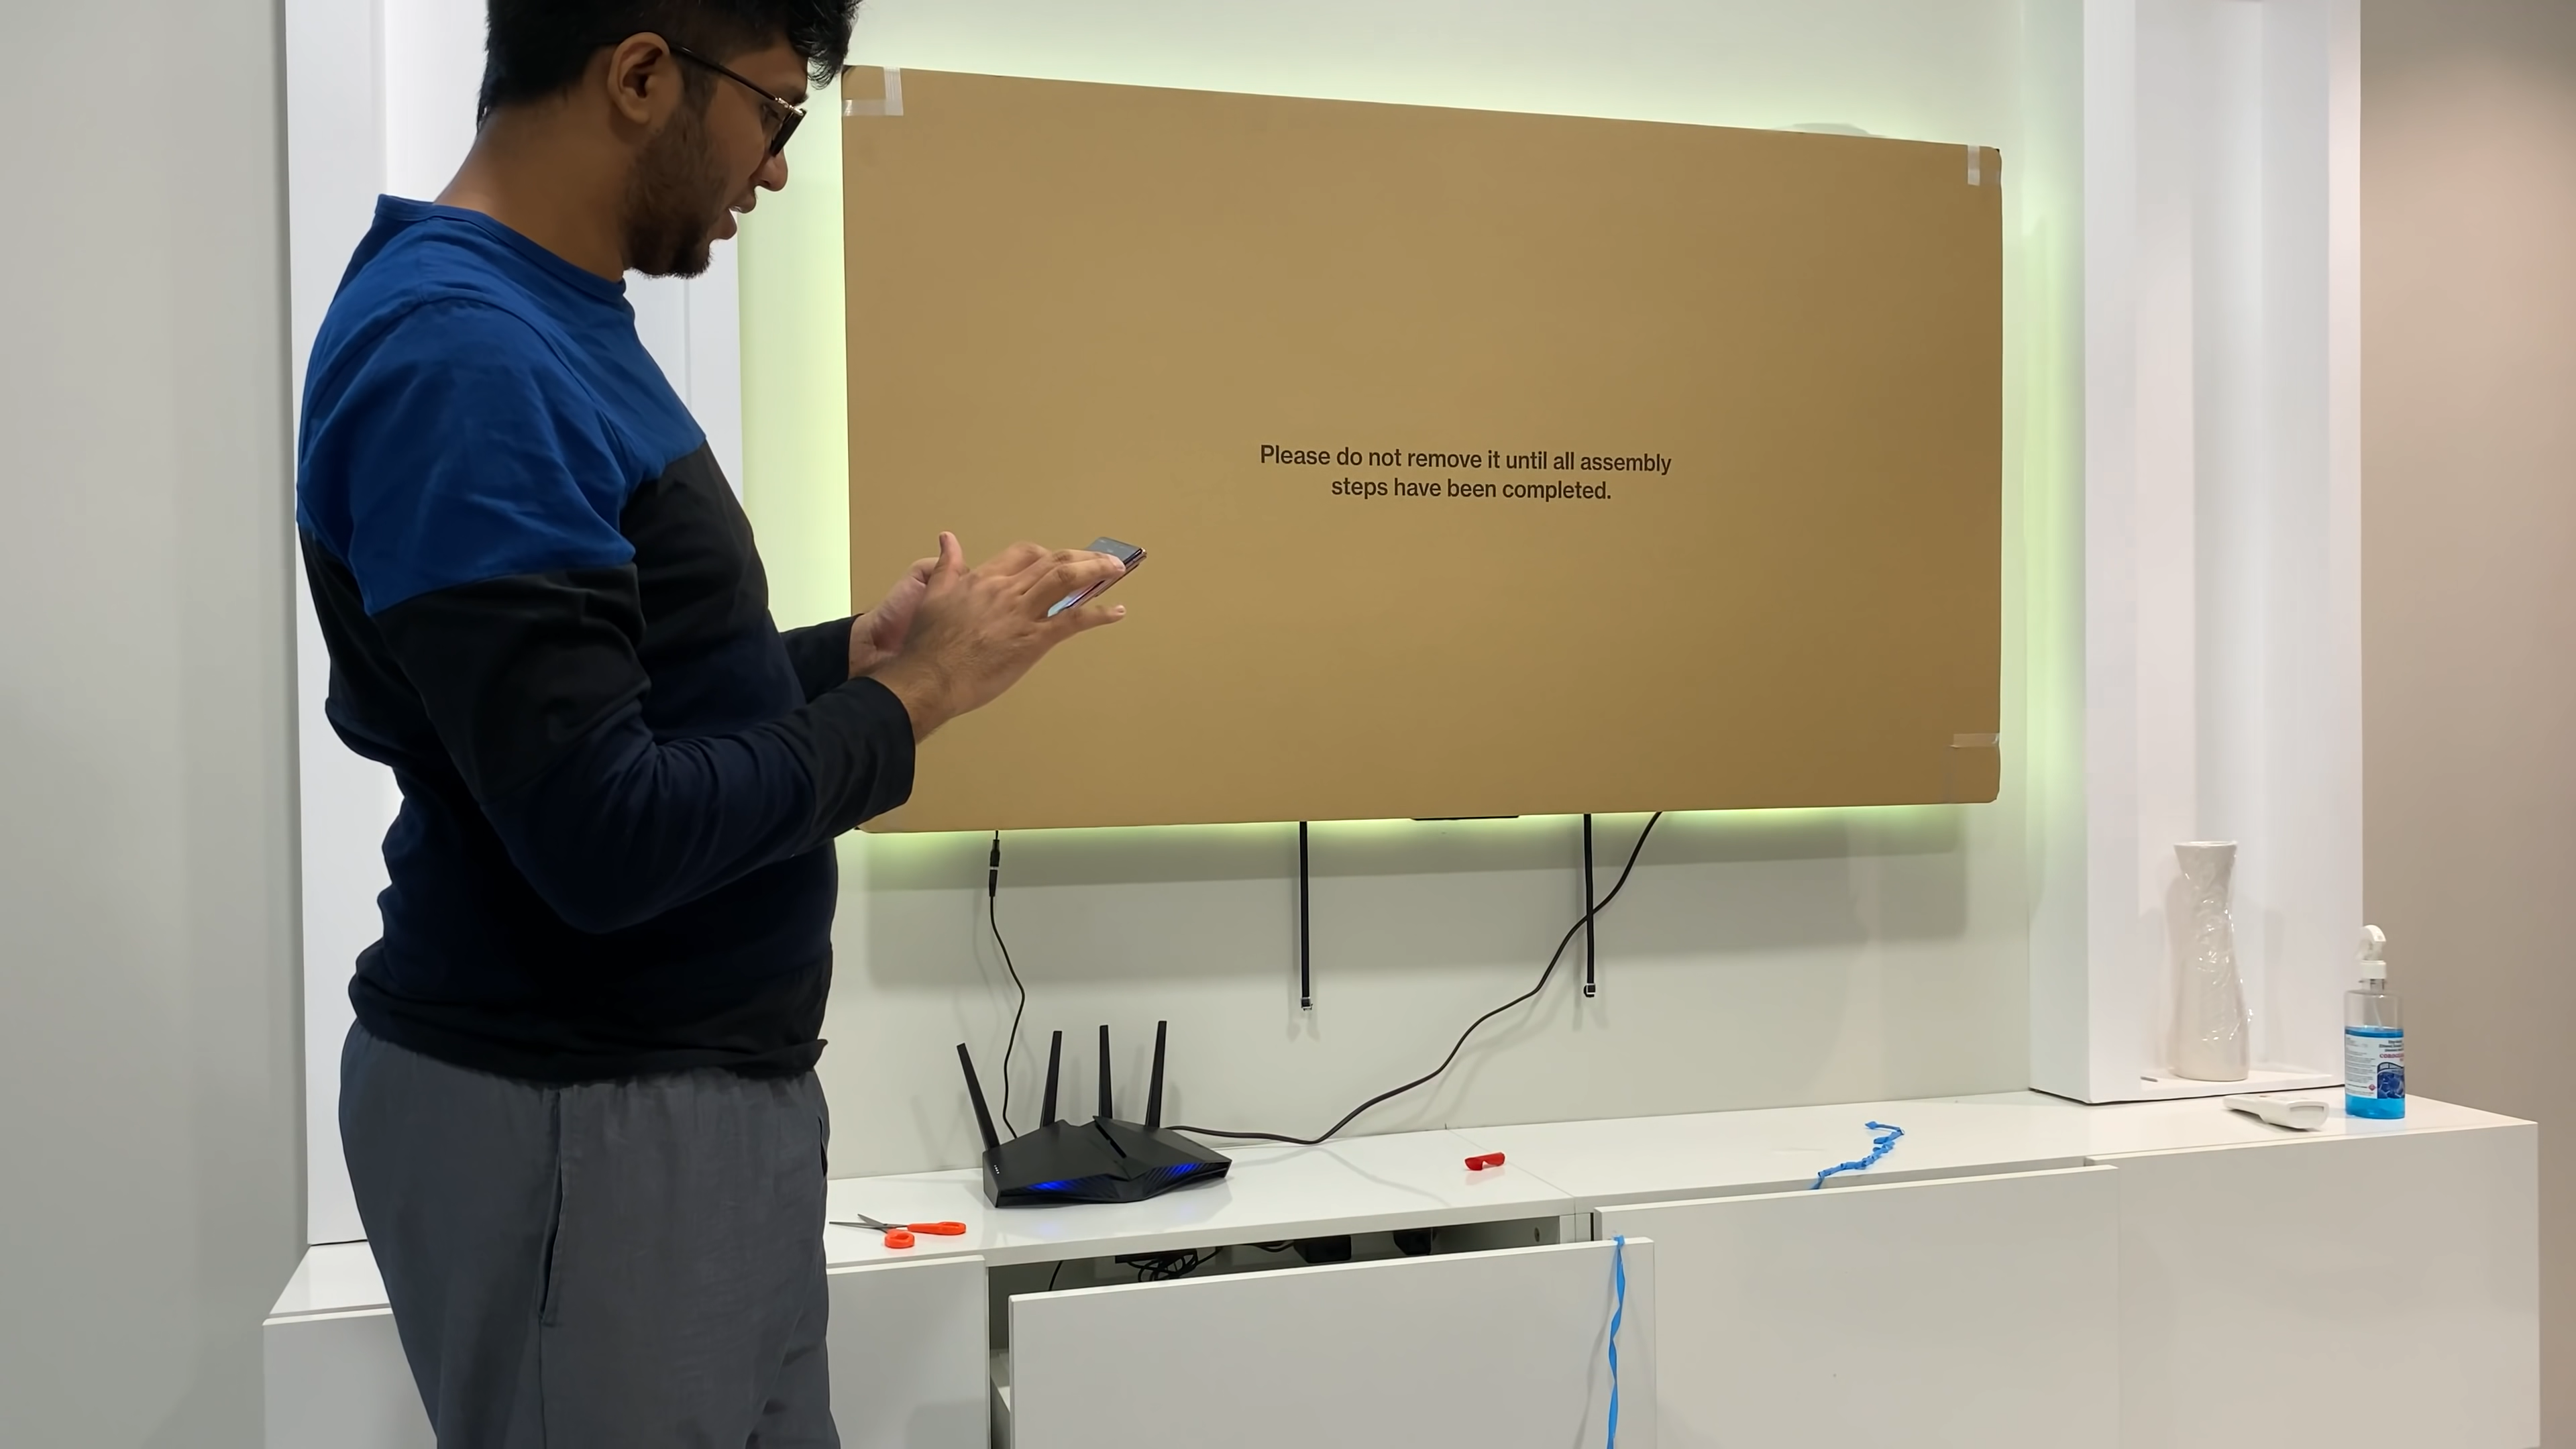 Please do not remove it until all assembly
steps have been completed.